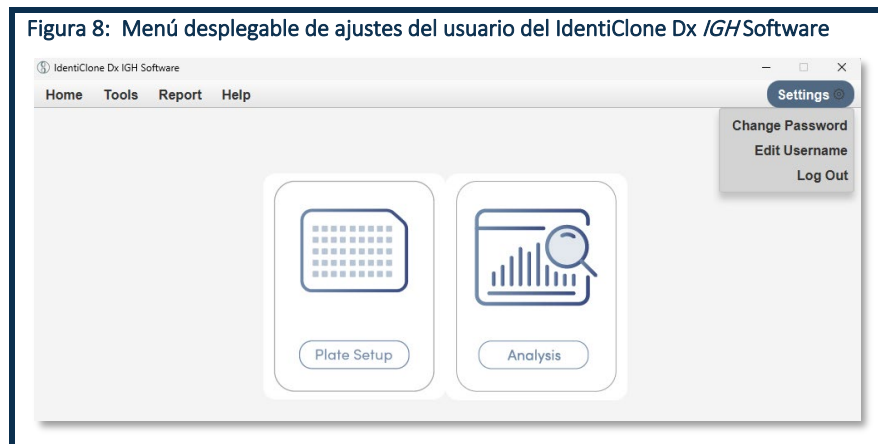 Figura 8: Menú desplegable de ajustes del usuario del IdentiClone Dx IGH Software
IdentiClone Dx IGH Software
Home Tools Report Help Settings
Change Password
Edit Username
Log Out
Plate Setup Analysis